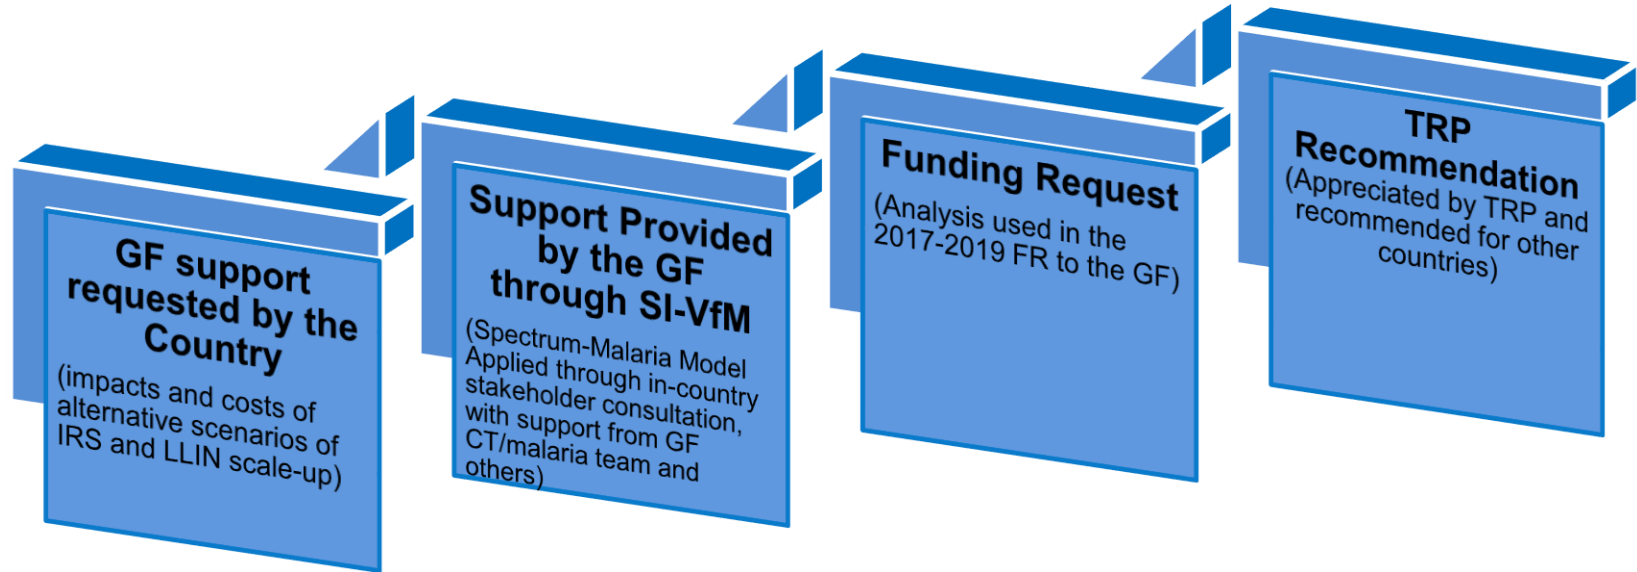 GF support
requested by the
Country
(impacts and costs of
alternative scenarios of
IRS and LLIN scale-up)
Support Provided
by the GF
through SI-VfM
(Spectrum-Malaria Model
Applied through in-country
stakeholder consultation,
with support from GF
CT/malaria team and
others)
Funding Request
(Analysis used in the
2017-2019 FR to the GF)
TRP
Recommendation
(Appreciated by TRP and
recommended for other
countries)